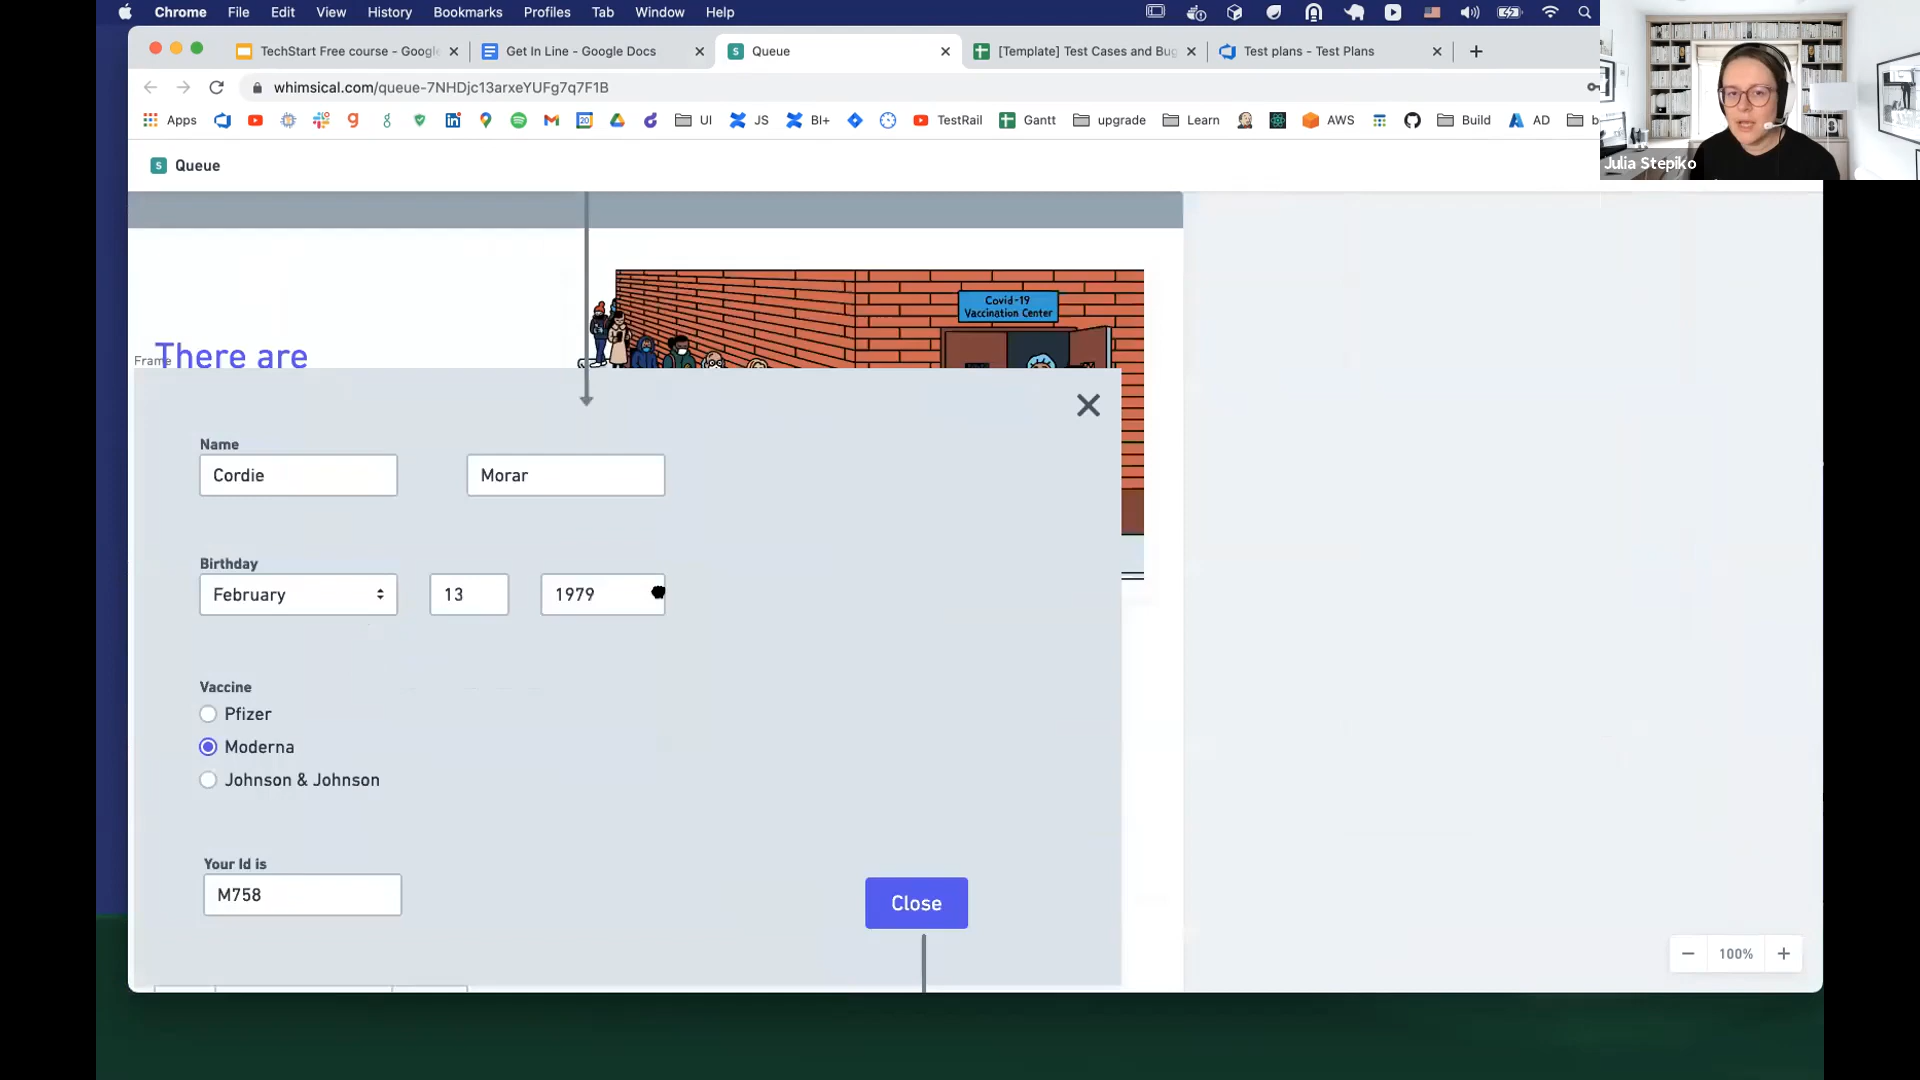 Chrome File Edit View History Bookmarks Profiles Tab Window Help
TechStart Free course - Google
Get In Line - Google Docs
Queue
[Template] Test Cases and Bug
Test plans - Test Plans
whimsical.com/queue-7NHDjc13arxeYUFg7q7F1B
Apps
UI
JS
BI+
TestRail
Gantt
upgrade
Learn
AWS
Build
AD
b
Julia Stepiko
Queue
Covid-19
Vaccination Center
There are
Frame
Name
Cordie
Morar
Birthday
February
13
1979
Vaccine
Pfizer
Moderna
Johnson & Johnson
Your Id is
M758
Close
100%